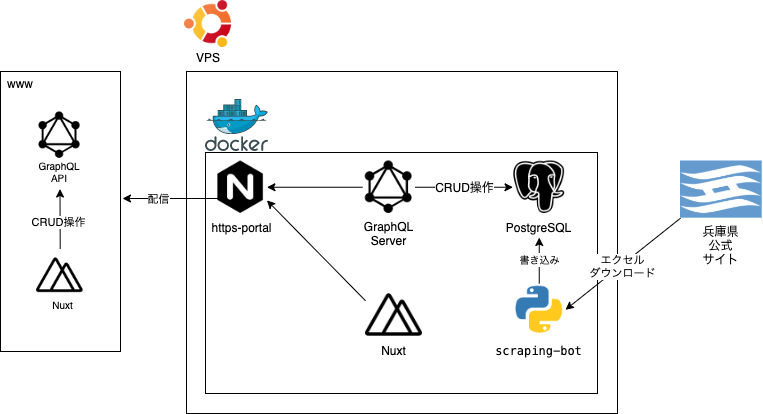 VPS
www
GraphQL
API
CRUD操作
Nuxt
配信
docker
https-portal
GraphQL
Server
CRUD操作
PostgreSQL
書き込み
scraping-bot
Nuxt
エクセル
ダウンロード
兵庫県
公式
サイト